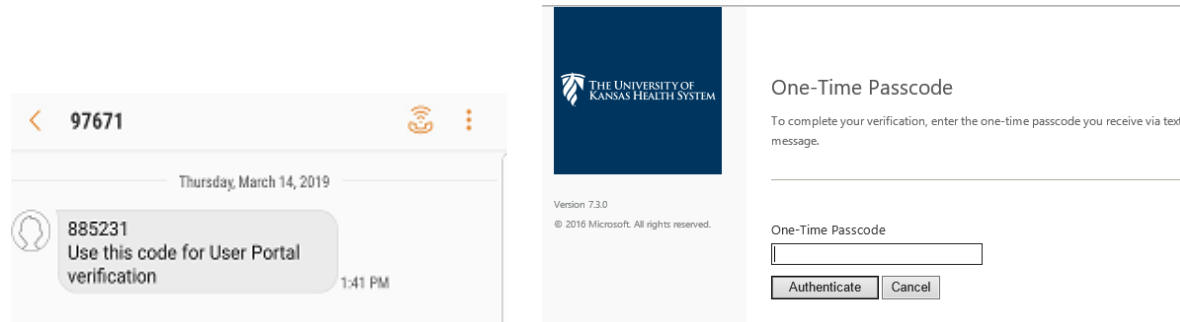 97671
Thursday, March 14, 2019
885231
Use this code for User Portal
verification
1:41 PM
THE UNIVERSITY OF
KANSAS HEALTH SYSTEM
Version 7.3.0
© 2016 Microsoft. All rights reserved.
One-Time Passcode
To complete your verification, enter the one-time passcode you receive via text
message.
One-Time Passcode
Authenticate
Cancel